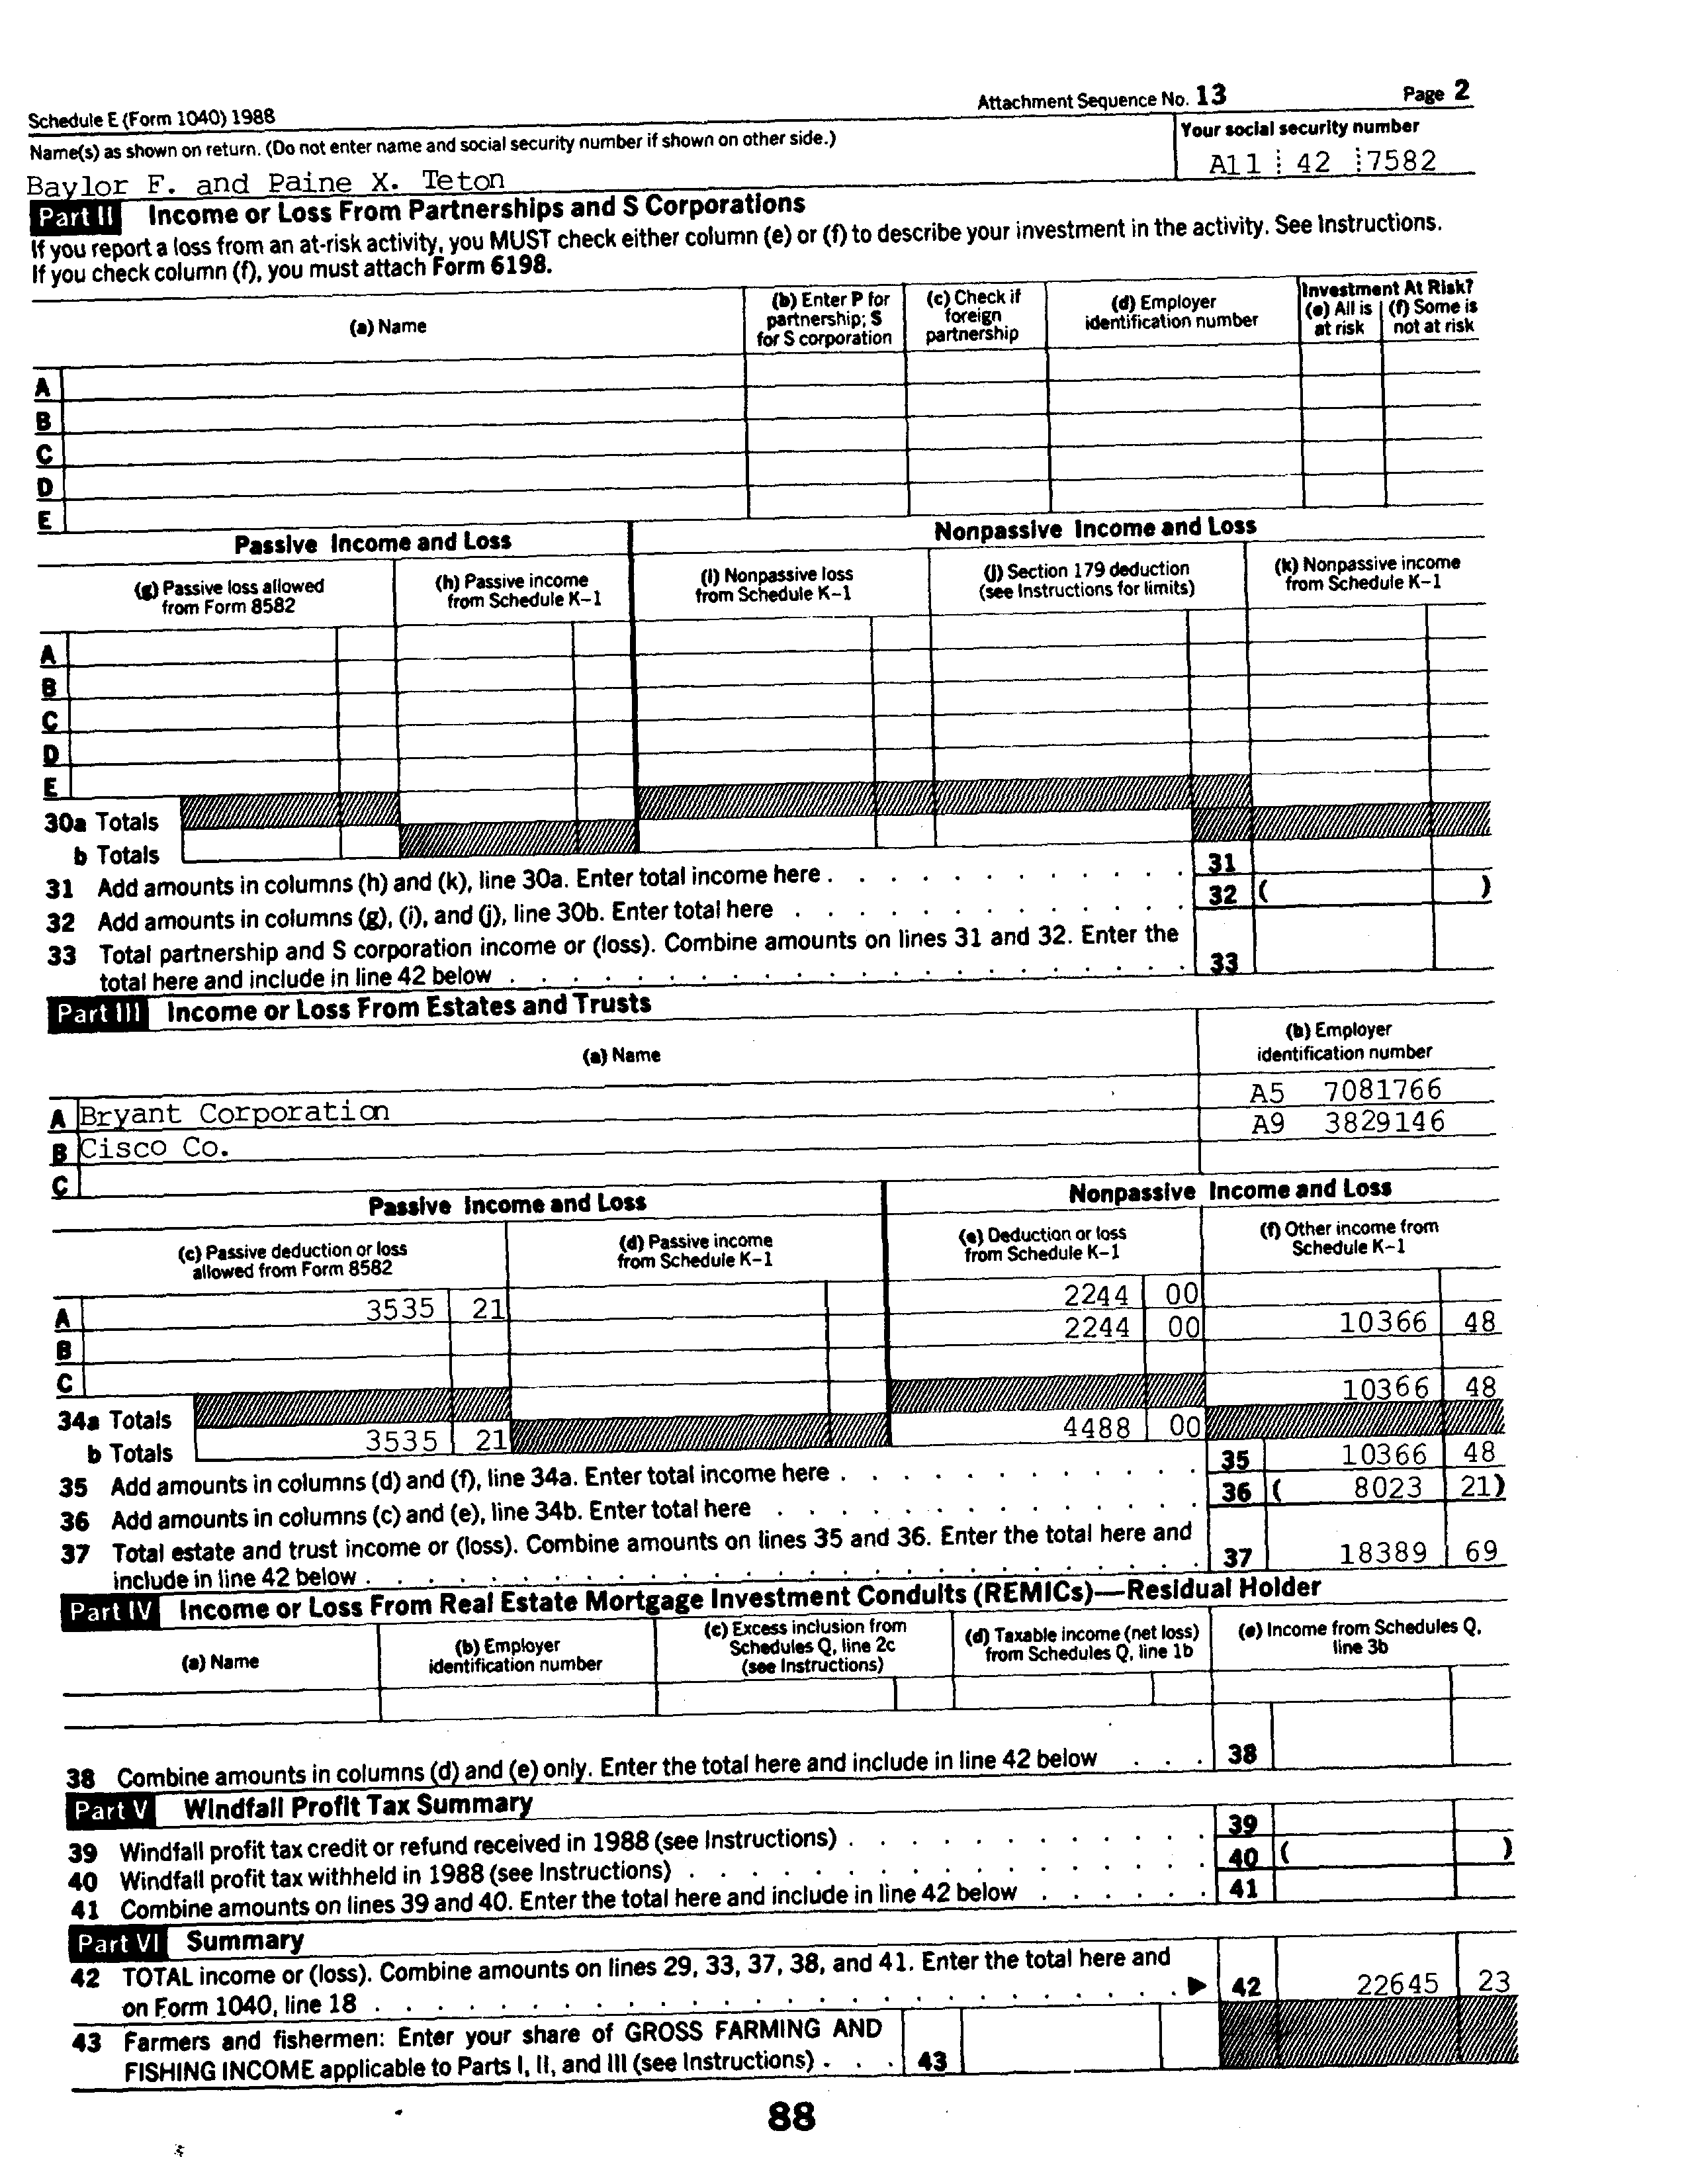 Schedule E (Form 1040) 1988 Attachment Sequence No. 13 Page 2
Name(s) as shown on return. (Do not enter name and social security number if shown on other side.) Your social security number
Baylor F. and Paine X. Teton A11 42 7582
Part II Income or Loss From Partnerships and S Corporations
If you report a loss from an at-risk activity, you MUST check either column (e) or (f) to describe your investment in the activity. See Instructions.
If you check column (f), you must attach Form 6198.
(a) Name
(b) Enter P for partnership; S for S corporation
(c) Check if foreign partnership
(d) Employer identification number
Investment At Risk?
(e) All is at risk
(f) Some is not at risk
A
B
C
D
E
Passive Income and Loss Nonpassive Income and Loss
(g) Passive loss allowed from Form 8582
(h) Passive income from Schedule K-1
(i) Nonpassive loss from Schedule K-1
(j) Section 179 deduction (see Instructions for limits)
(k) Nonpassive income from Schedule K-1
A
B
C
D
E
30a Totals
b Totals
31 Add amounts in columns (h) and (k), line 30a. Enter total income here . . . . . . . . . . . . 31
32 Add amounts in columns (g), (i), and (j), line 30b. Enter total here . . . . . . . . . . . . . 32 ( )
33 Total partnership and S corporation income or (loss). Combine amounts on lines 31 and 32. Enter the
total here and include in line 42 below . . . . . . . . . . . . . . . . . . . . . . 33
Part III Income or Loss From Estates and Trusts
(a) Name
(b) Employer identification number
A Bryant Corporation A5 7081766
B Cisco Co. A9 3829146
C
Passive Income and Loss Nonpassive Income and Loss
(c) Passive deduction or loss allowed from Form 8582
(d) Passive income from Schedule K-1
(e) Deduction or loss from Schedule K-1
(f) Other income from Schedule K-1
A 3535 21 2244 00
B 2244 00 10366 48
C
34a Totals 10366 48
b Totals 3535 21 4488 00
35 Add amounts in columns (d) and (f), line 34a. Enter total income here . . . . . . . . . . . . 35 10366 48
36 Add amounts in columns (c) and (e), line 34b. Enter total here . . . . . . . . . . . . . 36 ( 8023 21)
37 Total estate and trust income or (loss). Combine amounts on lines 35 and 36. Enter the total here and
include in line 42 below . . . . . . . . . . . . . . . . . . . . . . . . . . 37 18389 69
Part IV Income or Loss From Real Estate Mortgage Investment Conduits (REMICs)—Residual Holder
(a) Name
(b) Employer identification number
(c) Excess inclusion from Schedules Q, line 2c (see Instructions)
(d) Taxable income (net loss) from Schedules Q, line 1b
(e) Income from Schedules Q, line 3b
38 Combine amounts in columns (d) and (e) only. Enter the total here and include in line 42 below . . . 38
Part V Windfall Profit Tax Summary
39 Windfall profit tax credit or refund received in 1988 (see Instructions) . . . . . . . . . . . . 39
40 Windfall profit tax withheld in 1988 (see Instructions) . . . . . . . . . . . . . . . . . 40 ( )
41 Combine amounts on lines 39 and 40. Enter the total here and include in line 42 below . . . . . . 41
Part VI Summary
42 TOTAL income or (loss). Combine amounts on lines 29, 33, 37, 38, and 41. Enter the total here and
on Form 1040, line 18 . . . . . . . . . . . . . . . . . . . . . . . . . . ▶ 42 22645 23
43 Farmers and fishermen: Enter your share of GROSS FARMING AND
FISHING INCOME applicable to Parts I, II, and III (see Instructions) . . . 43
88